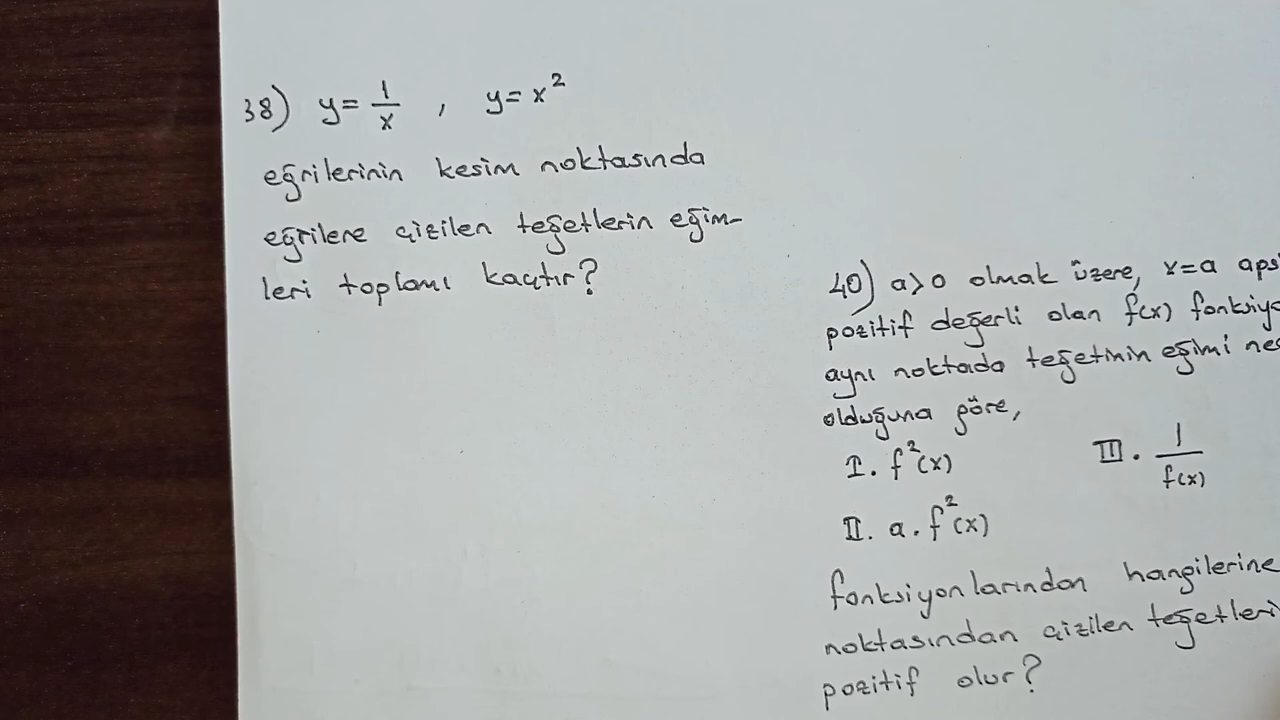 38) y = 1/x , y = x²
eğrilerinin kesim noktasında
eğrilere çizilen teğetlerin eğim-
leri toplamı kaçtır?
40) a>0 olmak üzere, x=a aps
pozitif değerli olan f(x) fonksiyo
aynı noktada teğetinin eğimi neg
olduğuna göre,
I. f²(x)
III. 1/f(x)
II. a.f²(x)
fonksiyonlarından hangilerine
noktasından çizilen teğetleri
pozitif olur?